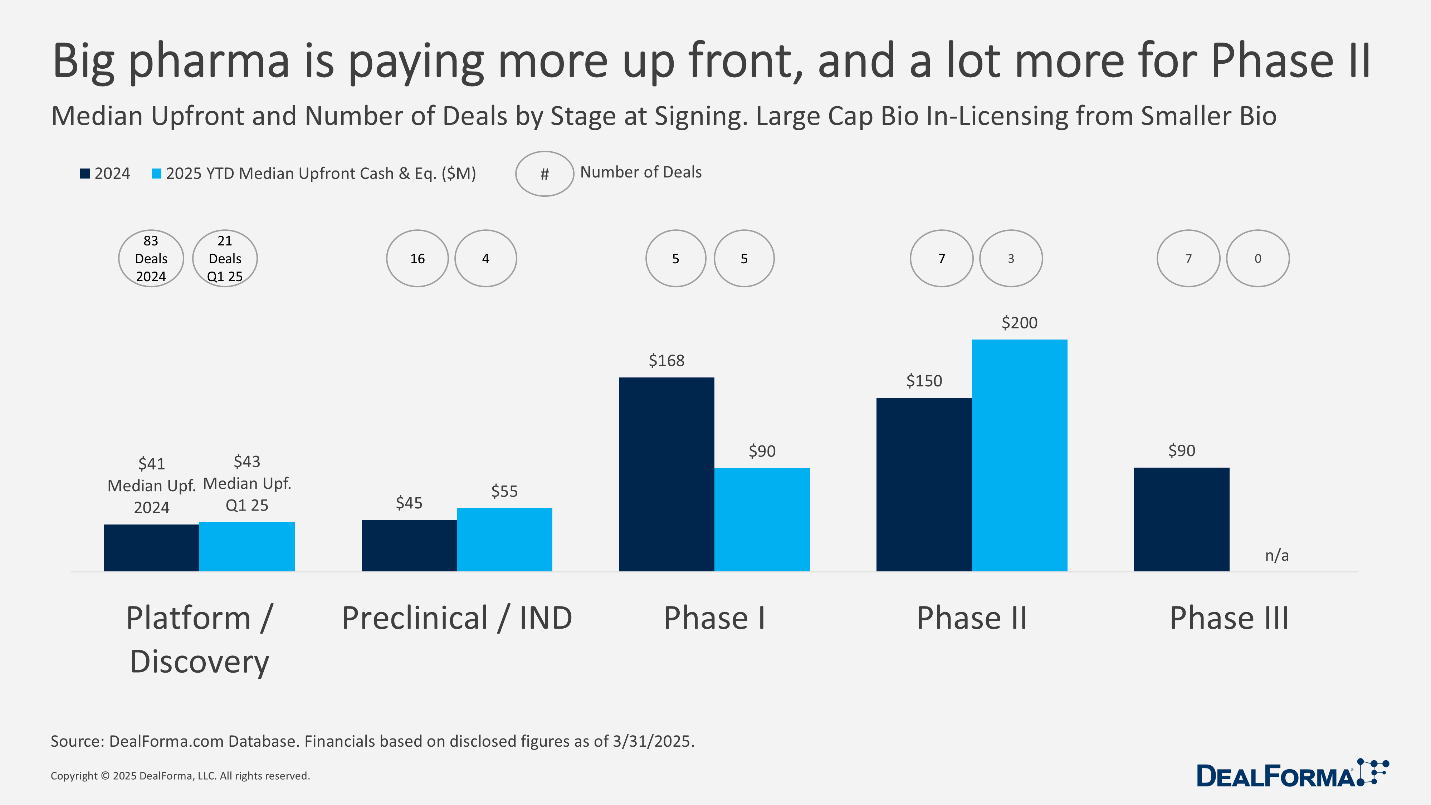 Big pharma is paying more up front, and a lot more for Phase II
Median Upfront and Number of Deals by Stage at Signing. Large Cap Bio In-Licensing from Smaller Bio
2024
2025 YTD Median Upfront Cash & Eq. ($M)
#
Number of Deals
83
Deals
2024
21
Deals
Q1 25
16
4
5
5
7
3
7
0
$41
Median Upf.
2024
$43
Median Upf.
Q1 25
$45
$55
$168
$90
$150
$200
$90
n/a
Platform /
Discovery
Preclinical / IND
Phase I
Phase II
Phase III
Source: DealForma.com Database. Financials based on disclosed figures as of 3/31/2025.
Copyright © 2025 DealForma, LLC. All rights reserved.
DEALFORMA